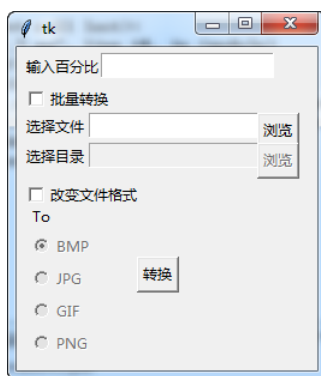 tk
输入百分比
批量转换
选择文件 浏览
选择目录 浏览
改变文件格式
To
BMP
JPG 转换
GIF
PNG